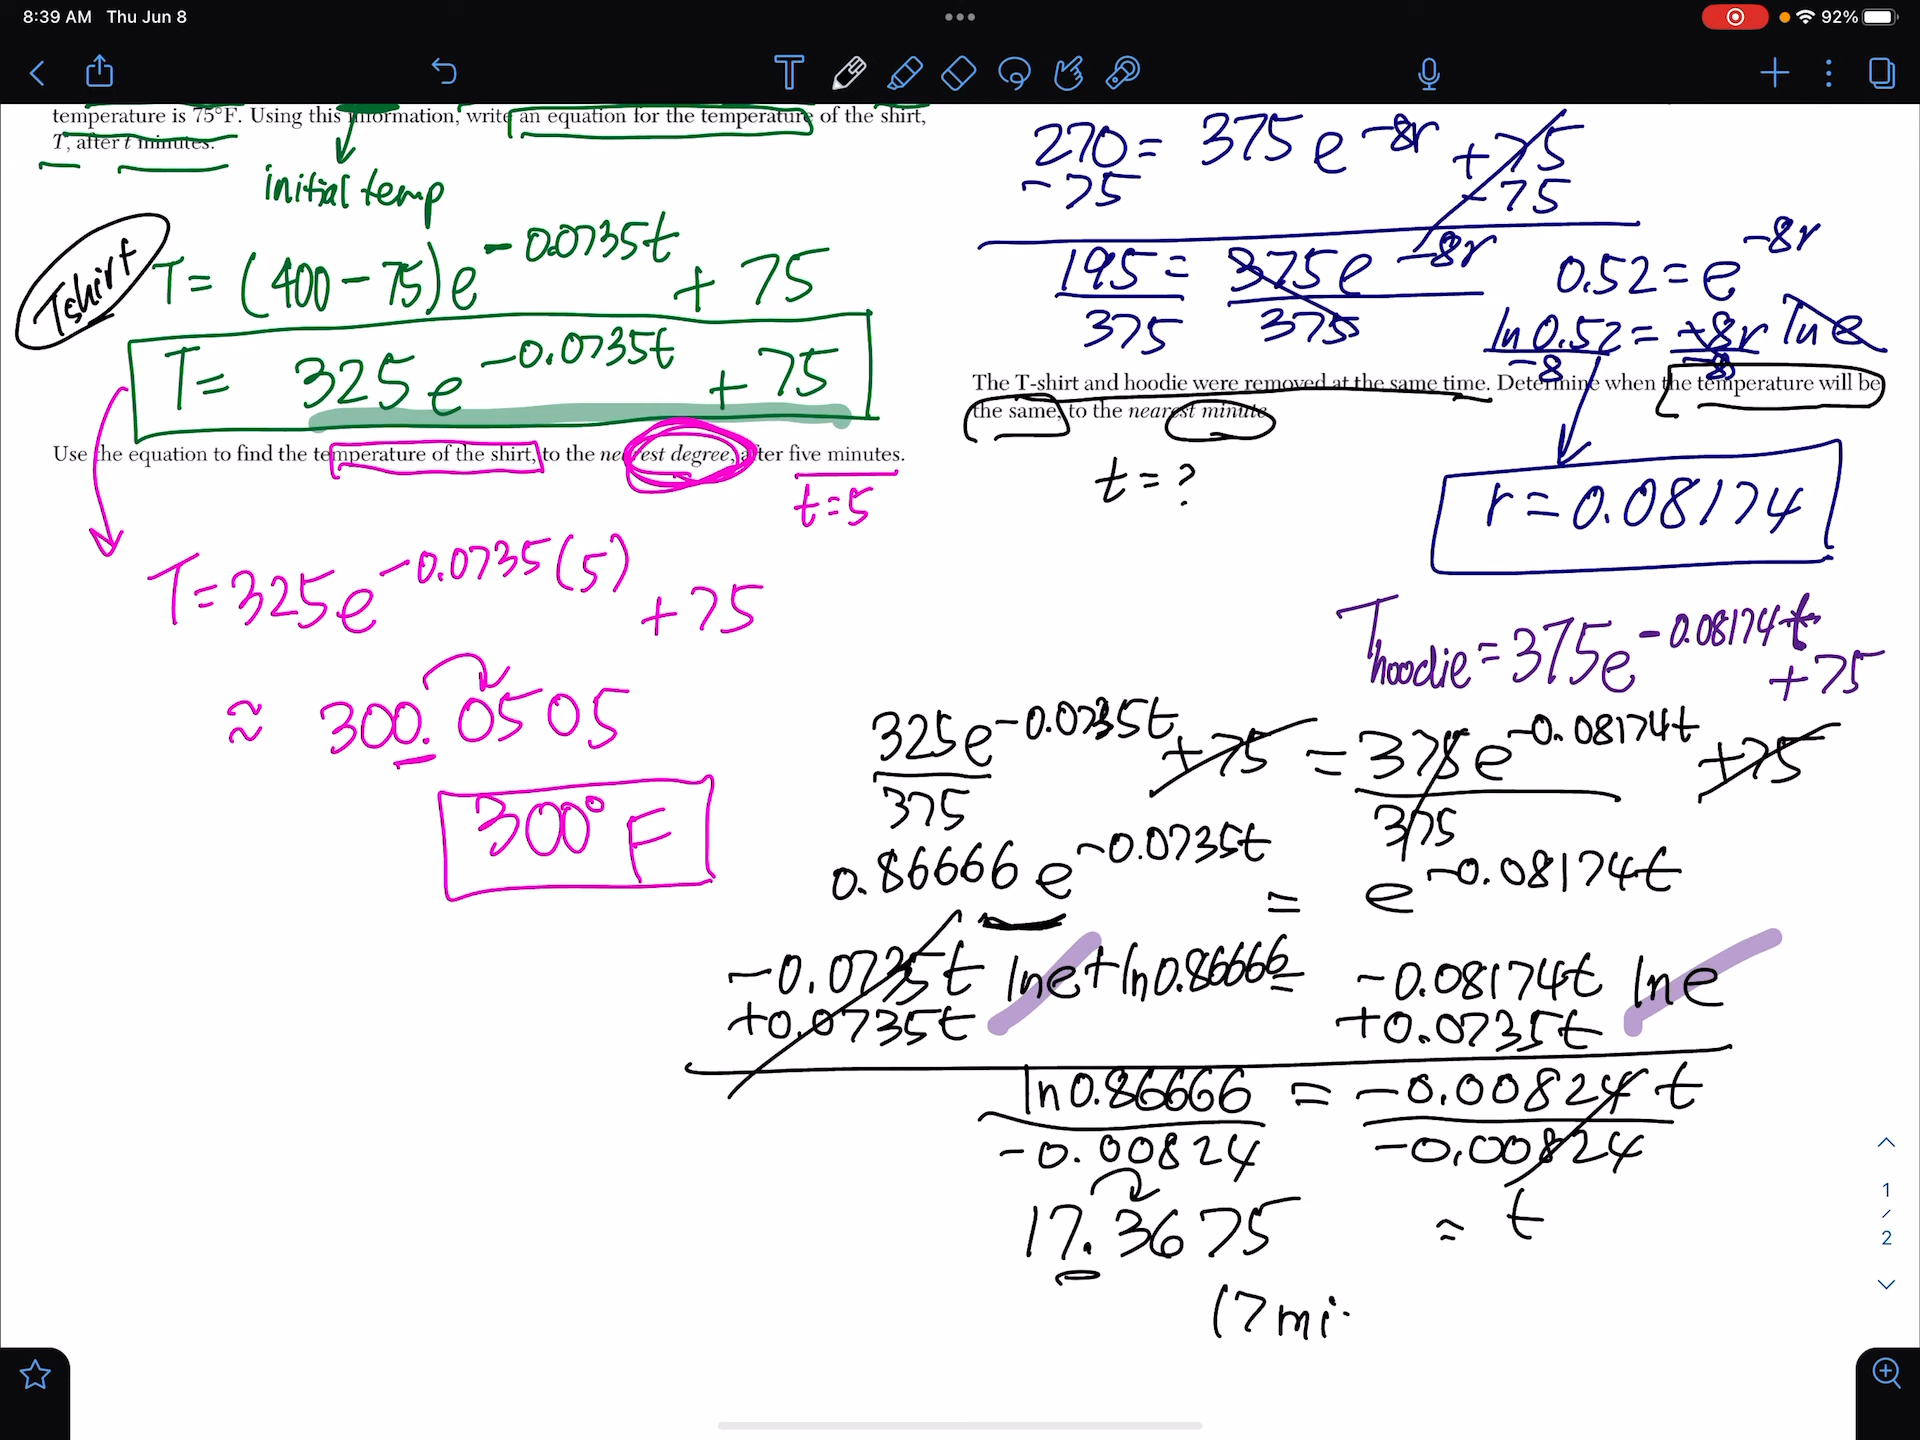 8:39 AM Thu Jun 8
92%
temperature is 75°F. Using this information, write an equation for the temperature of the shirt,
T, after t minutes.
initial temp
Tshirt
T = (400 - 75)e^-0.0735t + 75
T = 325e^-0.0735t + 75
Use the equation to find the temperature of the shirt, to the nearest degree, after five minutes.
t = 5
T = 325e^-0.0735(5) + 75
≈ 300.0505
300° F
270 = 375e^-8r + 75
-75 -75
195 = 375e^-8r
375 375
0.52 = e^-8r
ln 0.52 = -8r ln e
-8 -8
The T-shirt and hoodie were removed at the same time. Determine when the temperature will be
the same, to the nearest minute.
t = ?
r = 0.08174
T hoodie = 375e^-0.08174t + 75
325e^-0.0735t + 75 = 375e^-0.08174t + 75
375 375
0.86666 e^-0.0735t = e^-0.08174t
-0.0735t ln e + ln 0.86666 = -0.08174t ln e
+0.0735t +0.0735t
ln 0.86666 = -0.00824 t
-0.00824 -0.00824
17.3675 ≈ t
17 mi
1
/
2